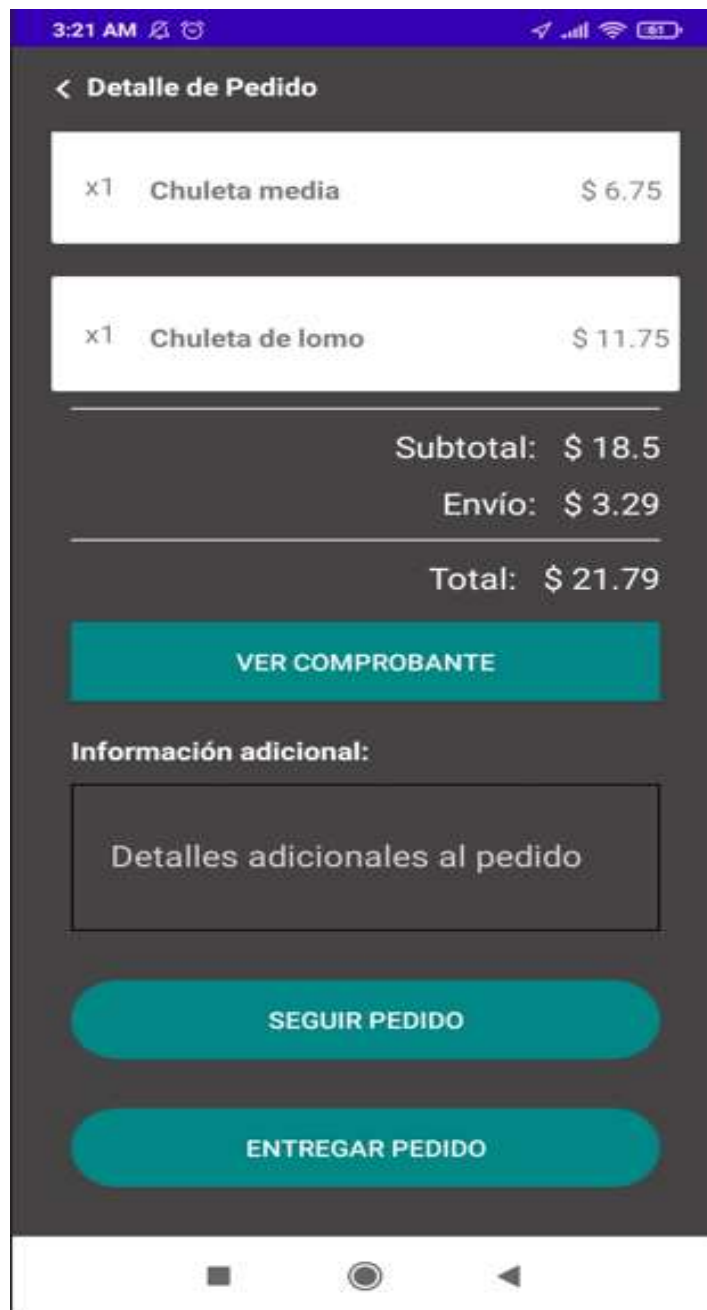 3:21 AM 61
< Detalle de Pedido
x1 Chuleta media $ 6.75
x1 Chuleta de lomo $ 11.75
Subtotal: $ 18.5
Envío: $ 3.29
Total: $ 21.79
VER COMPROBANTE
Información adicional:
Detalles adicionales al pedido
SEGUIR PEDIDO
ENTREGAR PEDIDO